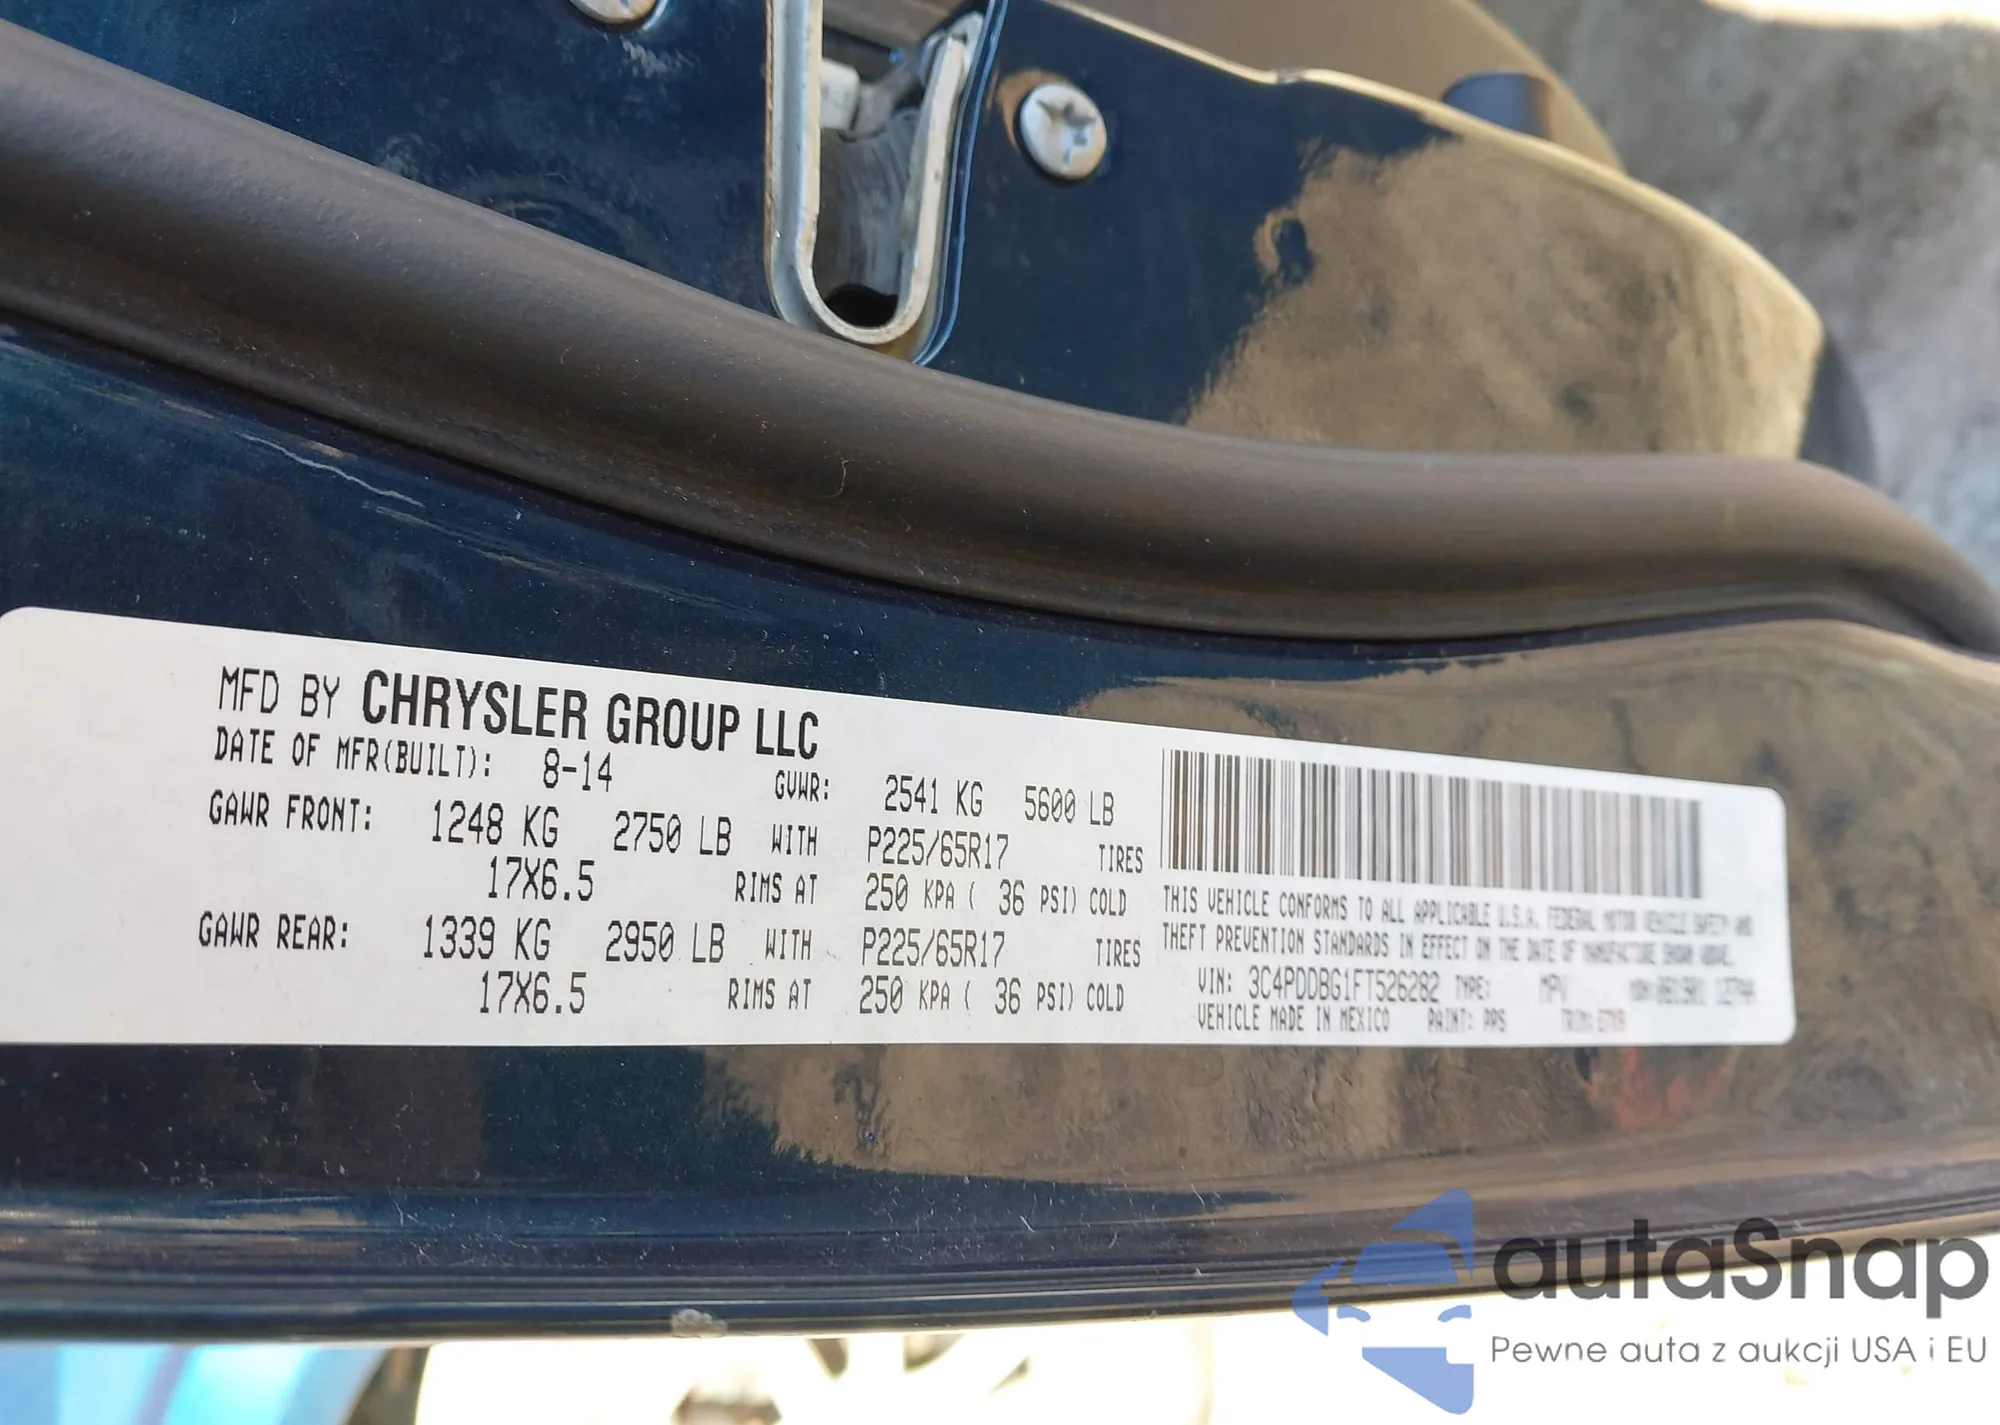 MFD BY CHRYSLER GROUP LLC
DATE OF MFR(BUILT): 8-14 GVWR: 2541 KG 5600 LB
GAWR FRONT: 1248 KG 2750 LB WITH P225/65R17 TIRES
17X6.5 RIMS AT 250 KPA ( 36 PSI) COLD
GAWR REAR: 1339 KG 2950 LB WITH P225/65R17 TIRES
17X6.5 RIMS AT 250 KPA ( 36 PSI) COLD
THIS VEHICLE CONFORMS TO ALL APPLICABLE U.S.A. FEDERAL MOTOR VEHICLE SAFETY AND
THEFT PREVENTION STANDARDS IN EFFECT ON THE DATE OF MANUFACTURE SHOWN ABOVE.
VIN: 3C4PDDBG1FT526282 TYPE: MPV
VEHICLE MADE IN MEXICO PAINT: PPS TRIM:
autaSnap
Pewne auta z aukcji USA i EU